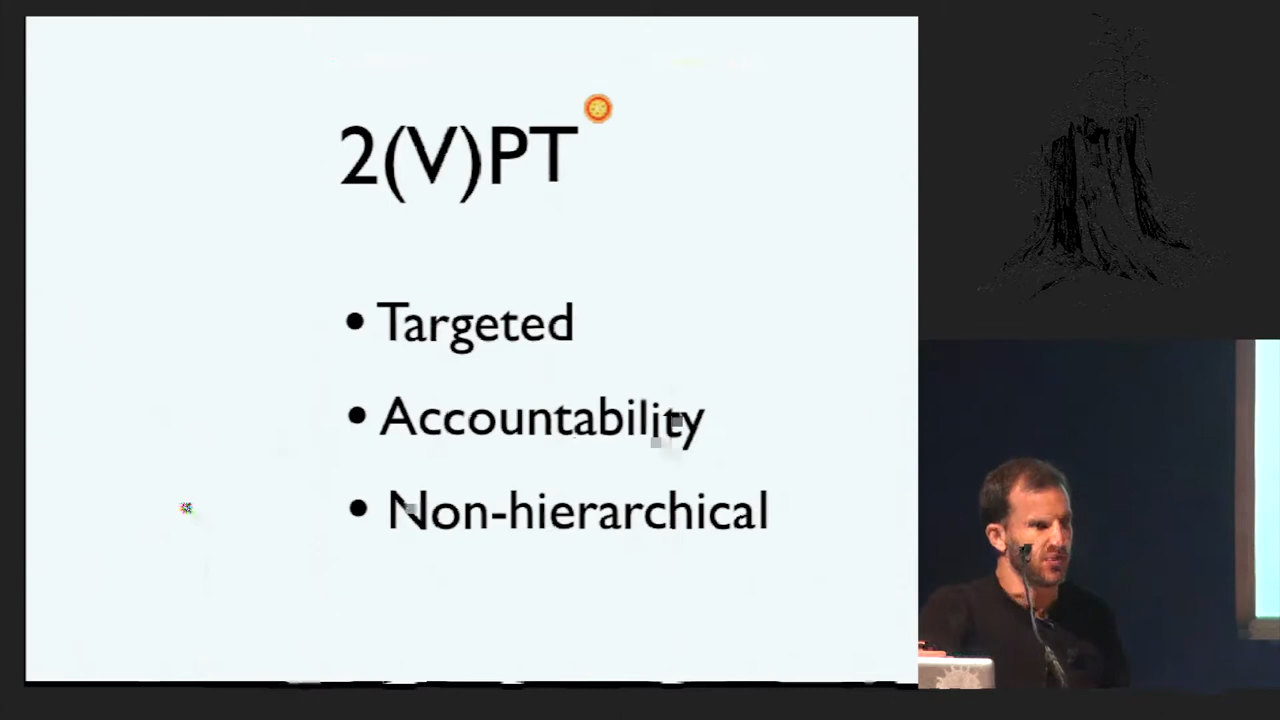 2(V)PT
• Targeted
• Accountability
• Non-hierarchical